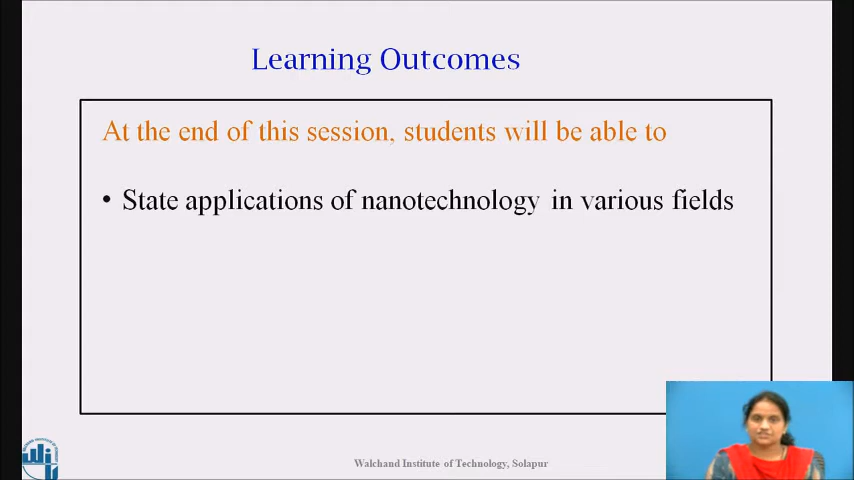 Learning Outcomes
At the end of this session, students will be able to
• State applications of nanotechnology in various fields
Walchand Institute of Technology, Solapur